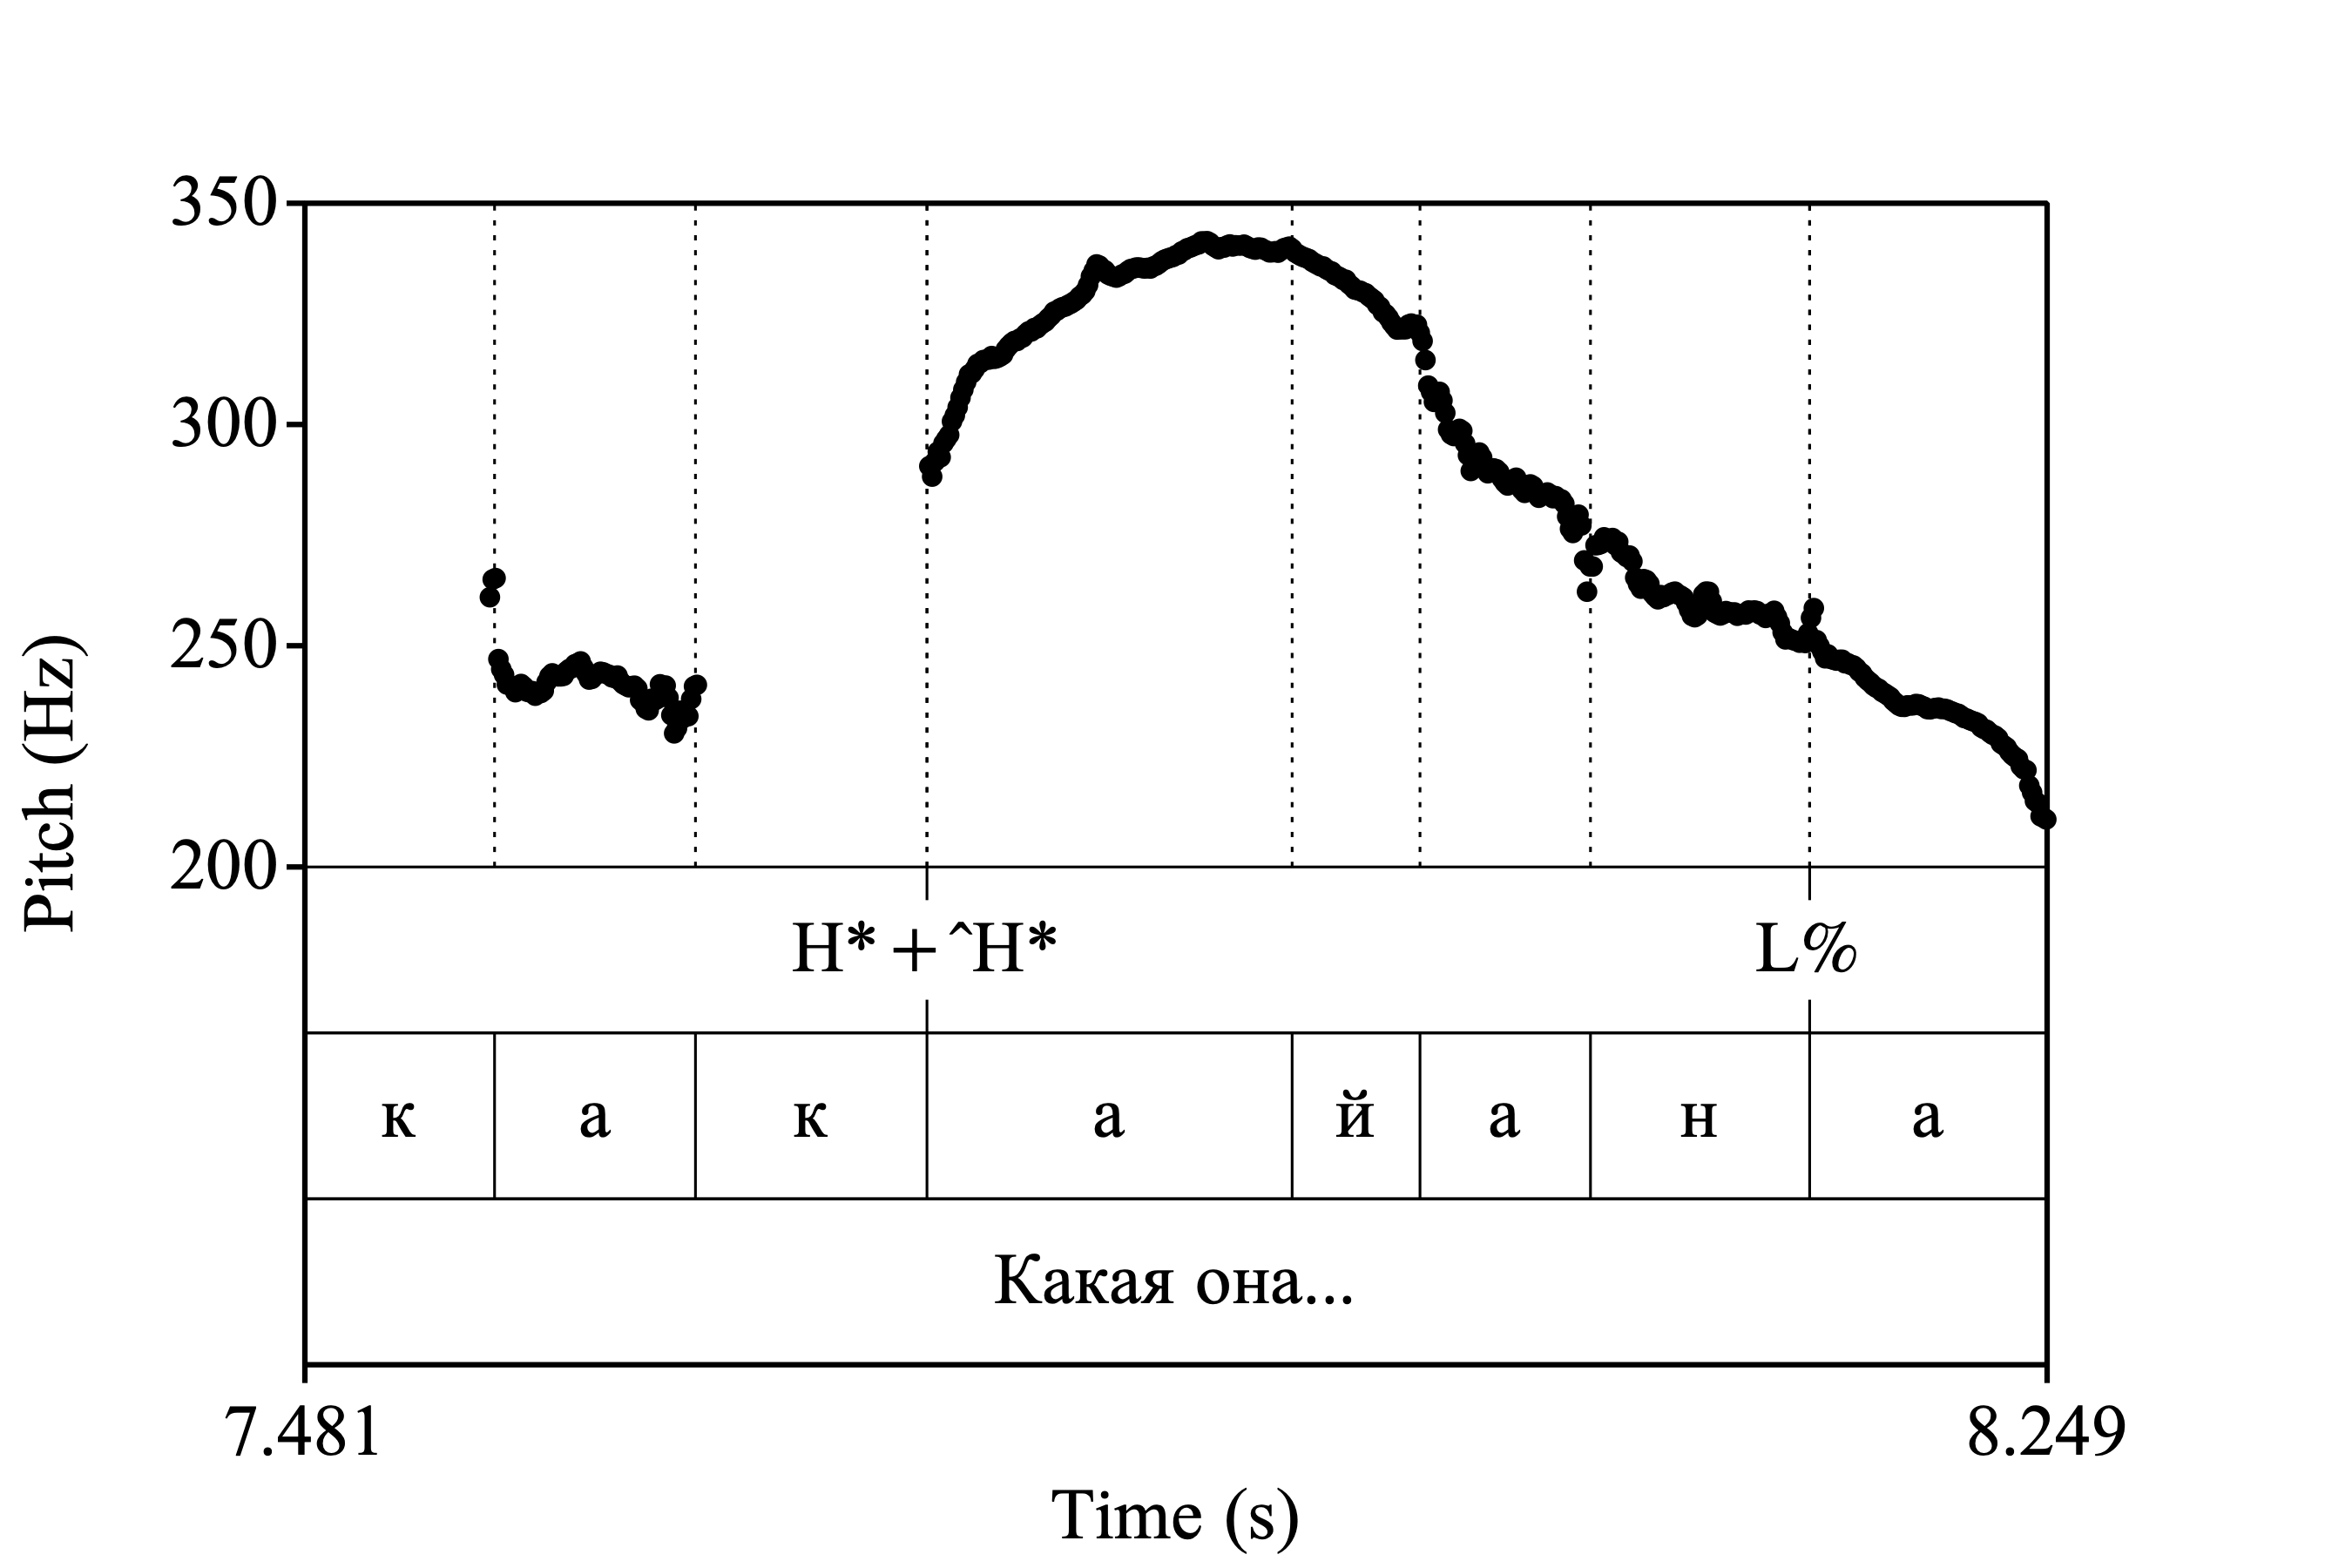 350
300
250
200
Pitch (Hz)
H*+ˆH* L%
к а к а й а н а
Какая она...
7.481 8.249
Time (s)